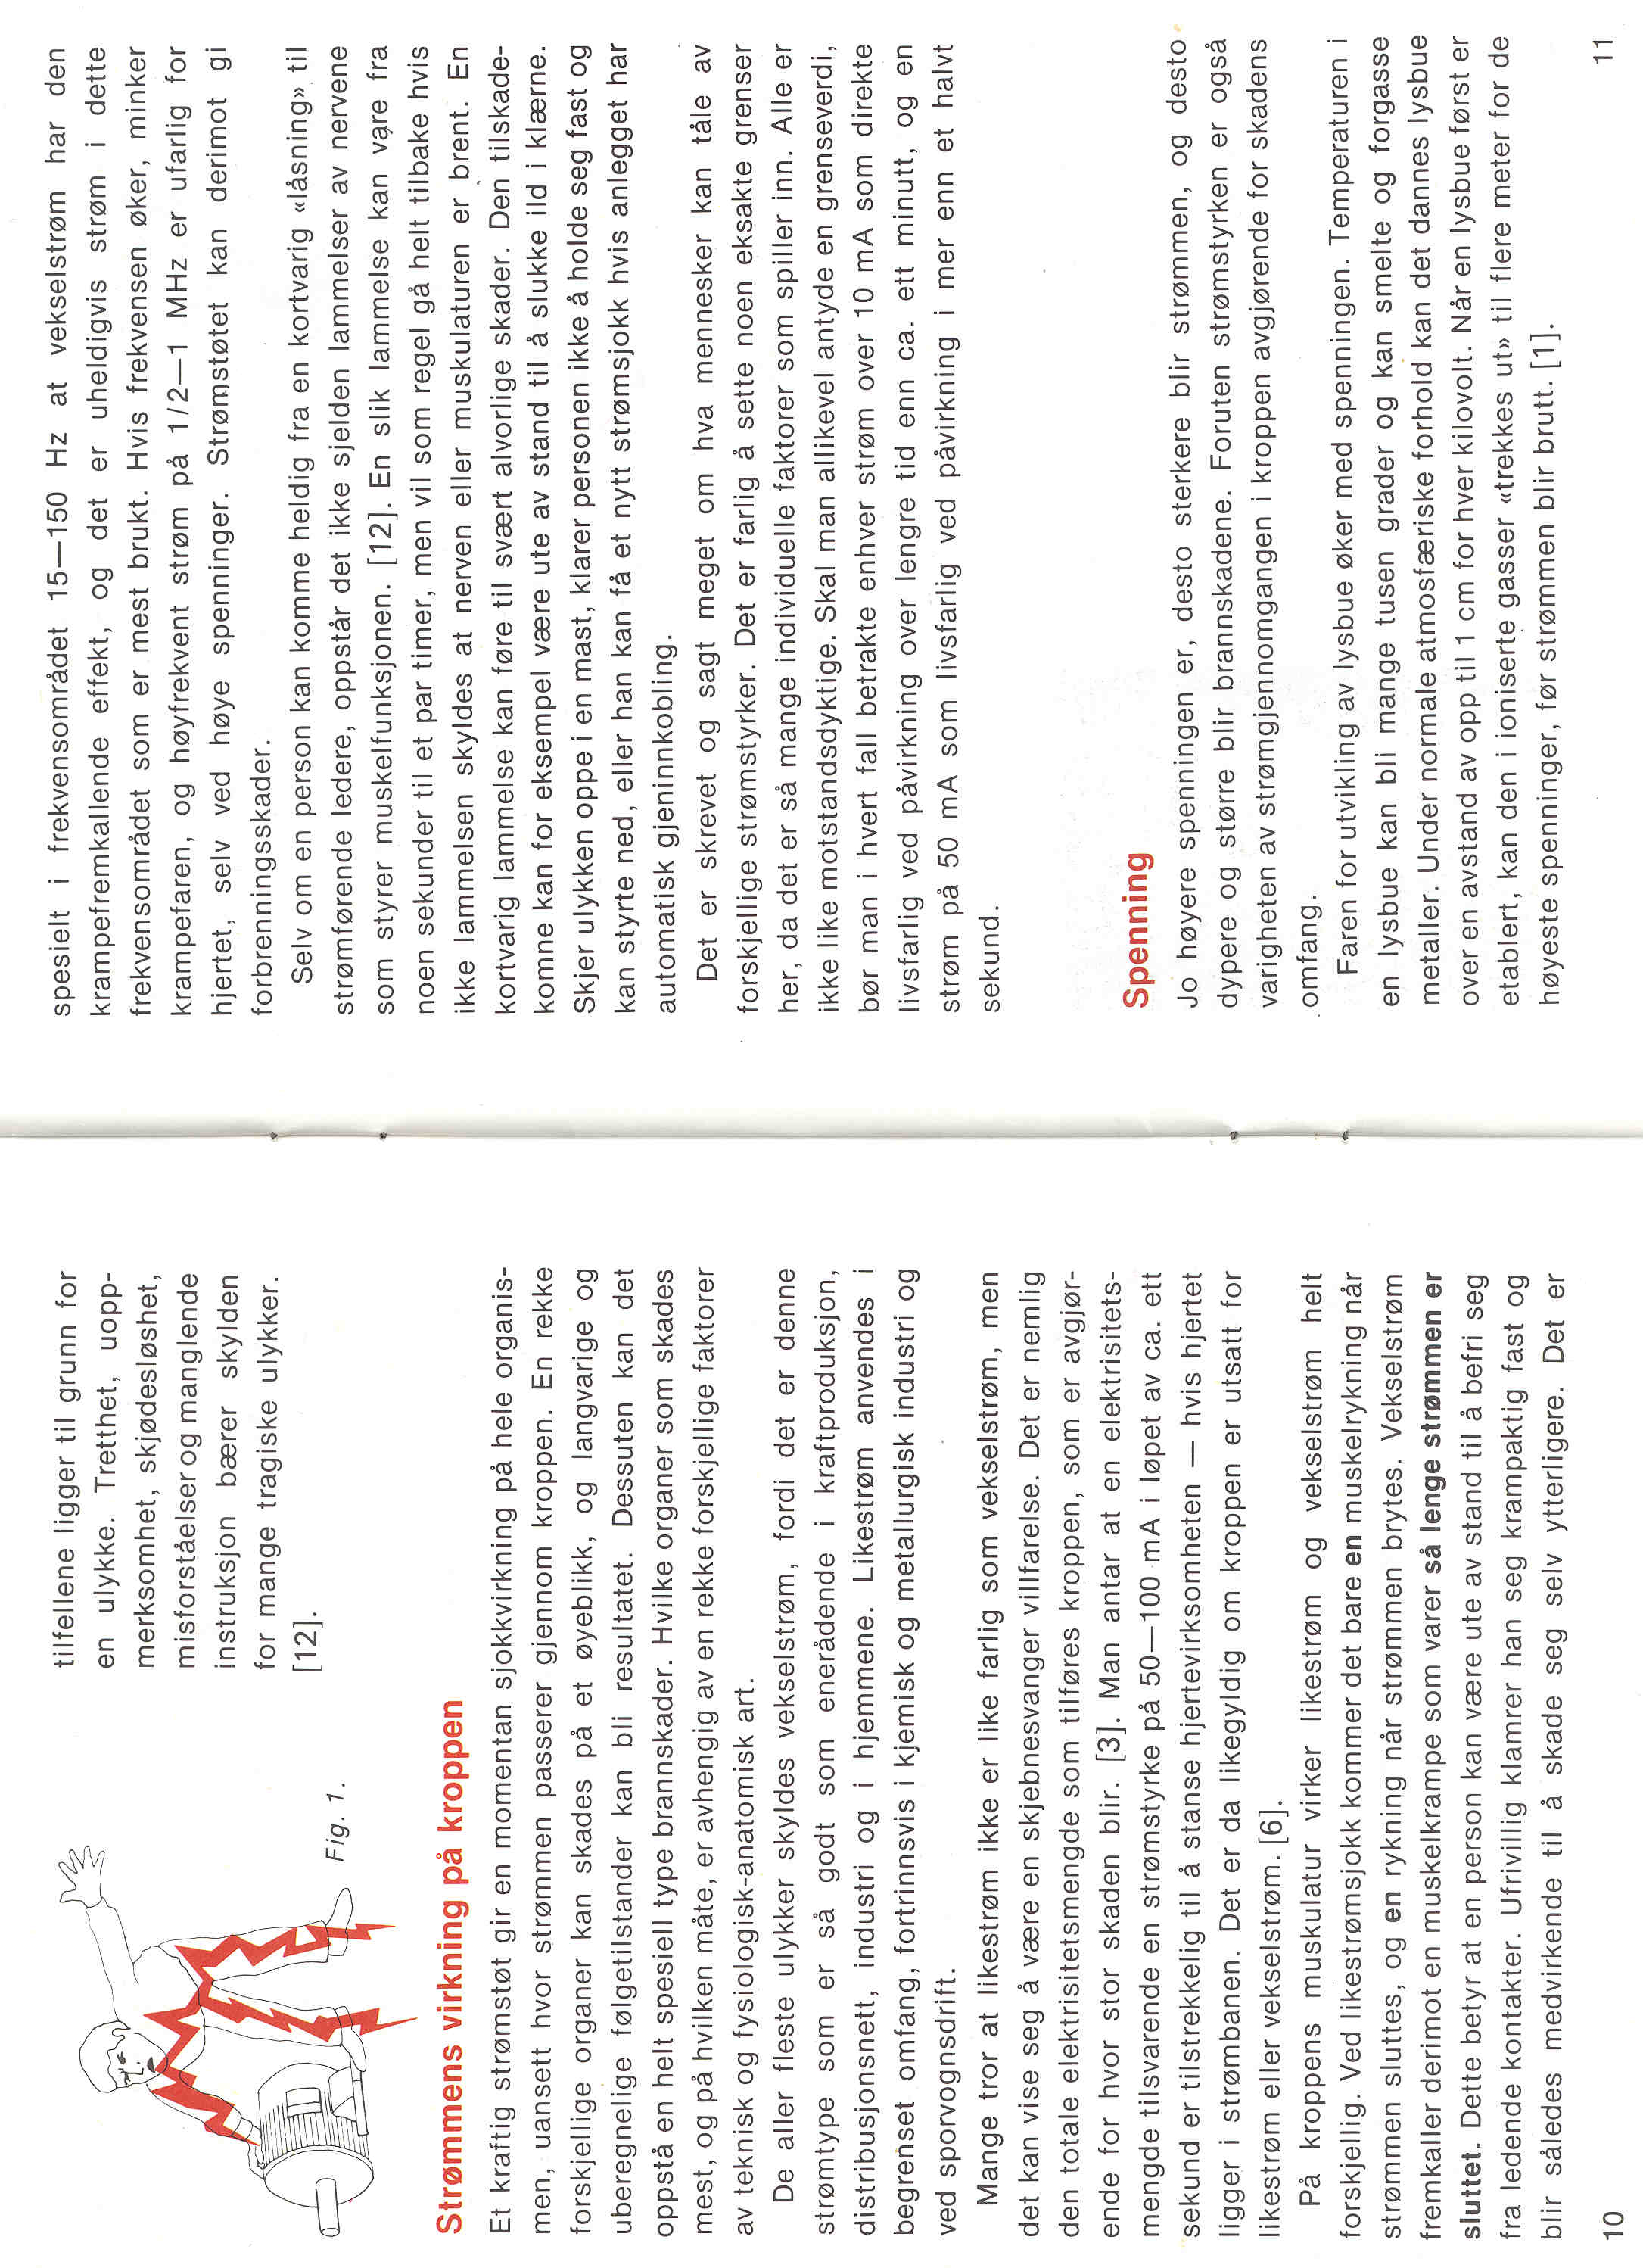 tilfellene ligger til grunn for
en ulykke. Tretthet, uopp-
merksomhet, skjødesløshet,
misforståelser og manglende
instruksjon bærer skylden
for mange tragiske ulykker.
[12].
Fig. 1.
Strømmens virkning på kroppen
Et kraftig strømstøt gir en momentan sjokkvirkning på hele organis-
men, uansett hvor strømmen passerer gjennom kroppen. En rekke
forskjellige organer kan skades på et øyeblikk, og langvarige og
uberegnelige følgetilstander kan bli resultatet. Dessuten kan det
oppstå en helt spesiell type brannskader. Hvilke organer som skades
mest, og på hvilken måte, er avhengig av en rekke forskjellige faktorer
av teknisk og fysiologisk-anatomisk art.
De aller fleste ulykker skyldes vekselstrøm, fordi det er denne
strømtype som er så godt som enerådende i kraftproduksjon,
distribusjonsnett, industri og i hjemmene. Likestrøm anvendes i
begrenset omfang, fortrinnsvis i kjemisk og metallurgisk industri og
ved sporvognsdrift.
Mange tror at likestrøm ikke er like farlig som vekselstrøm, men
det kan vise seg å være en skjebnesvanger villfarelse. Det er nemlig
den totale elektrisitetsmengde som tilføres kroppen, som er avgjør-
ende for hvor stor skaden blir. [3]. Man antar at en elektrisitets-
mengde tilsvarende en strømstyrke på 50—100 mA i løpet av ca. ett
sekund er tilstrekkelig til å stanse hjertevirksomheten — hvis hjertet
ligger i strømbanen. Det er da likegyldig om kroppen er utsatt for
likestrøm eller vekselstrøm. [6].
På kroppens muskulatur virker likestrøm og vekselstrøm helt
forskjellig. Ved likestrømsjokk kommer det bare en muskelrykning når
strømmen sluttes, og en rykning når strømmen brytes. Vekselstrøm
fremkaller derimot en muskelkrampe som varer så lenge strømmen er
sluttet. Dette betyr at en person kan være ute av stand til å befri seg
fra ledende kontakter. Ufrivillig klamrer han seg krampaktig fast og
blir således medvirkende til å skade seg selv ytterligere. Det er
10
spesielt i frekvensområdet 15—150 Hz at vekselstrøm har den
krampefremkallende effekt, og det er uheldigvis strøm i dette
frekvensområdet som er mest brukt. Hvis frekvensen øker, minker
krampefaren, og høyfrekvent strøm på 1/2—1 MHz er ufarlig for
hjertet, selv ved høye spenninger. Strømstøtet kan derimot gi
forbrenningsskader.
Selv om en person kan komme heldig fra en kortvarig «låsning» til
strømførende ledere, oppstår det ikke sjelden lammelser av nervene
som styrer muskelfunksjonen. [12]. En slik lammelse kan vare fra
noen sekunder til et par timer, men vil som regel gå helt tilbake hvis
ikke lammelsen skyldes at nerven eller muskulaturen er brent. En
kortvarig lammelse kan føre til svært alvorlige skader. Den tilskade-
komne kan for eksempel være ute av stand til å slukke ild i klærne.
Skjer ulykken oppe i en mast, klarer personen ikke å holde seg fast og
kan styrte ned, eller han kan få et nytt strømsjokk hvis anlegget har
automatisk gjeninnkobling.
Det er skrevet og sagt meget om hva mennesker kan tåle av
forskjellige strømstyrker. Det er farlig å sette noen eksakte grenser
her, da det er så mange individuelle faktorer som spiller inn. Alle er
ikke like motstandsdyktige. Skal man allikevel antyde en grenseverdi,
bør man i hvert fall betrakte enhver strøm over 10 mA som direkte
livsfarlig ved påvirkning over lengre tid enn ca. ett minutt, og en
strøm på 50 mA som livsfarlig ved påvirkning i mer enn et halvt
sekund.
Spenning
Jo høyere spenningen er, desto sterkere blir strømmen, og desto
dypere og større blir brannskadene. Foruten strømstyrken er også
varigheten av strømgjennomgangen i kroppen avgjørende for skadens
omfang.
Faren for utvikling av lysbue øker med spenningen. Temperaturen i
en lysbue kan bli mange tusen grader og kan smelte og forgasse
metaller. Under normale atmosfæriske forhold kan det dannes lysbue
over en avstand av opp til 1 cm for hver kilovolt. Når en lysbue først er
etablert, kan den i ioniserte gasser «trekkes ut» til flere meter for de
høyeste spenninger, før strømmen blir brutt. [1].
11